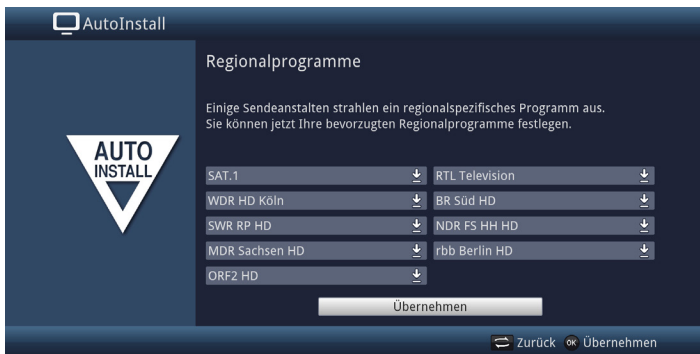 AutoInstall
AUTO
INSTALL
Regionalprogramme
Einige Sendeanstalten strahlen ein regionalspezifisches Programm aus.
Sie können jetzt Ihre bevorzugten Regionalprogramme festlegen.
SAT.1
RTL Television
WDR HD Köln
BR Süd HD
SWR RP HD
NDR FS HH HD
MDR Sachsen HD
rbb Berlin HD
ORF2 HD
Übernehmen
Zurück OK Übernehmen